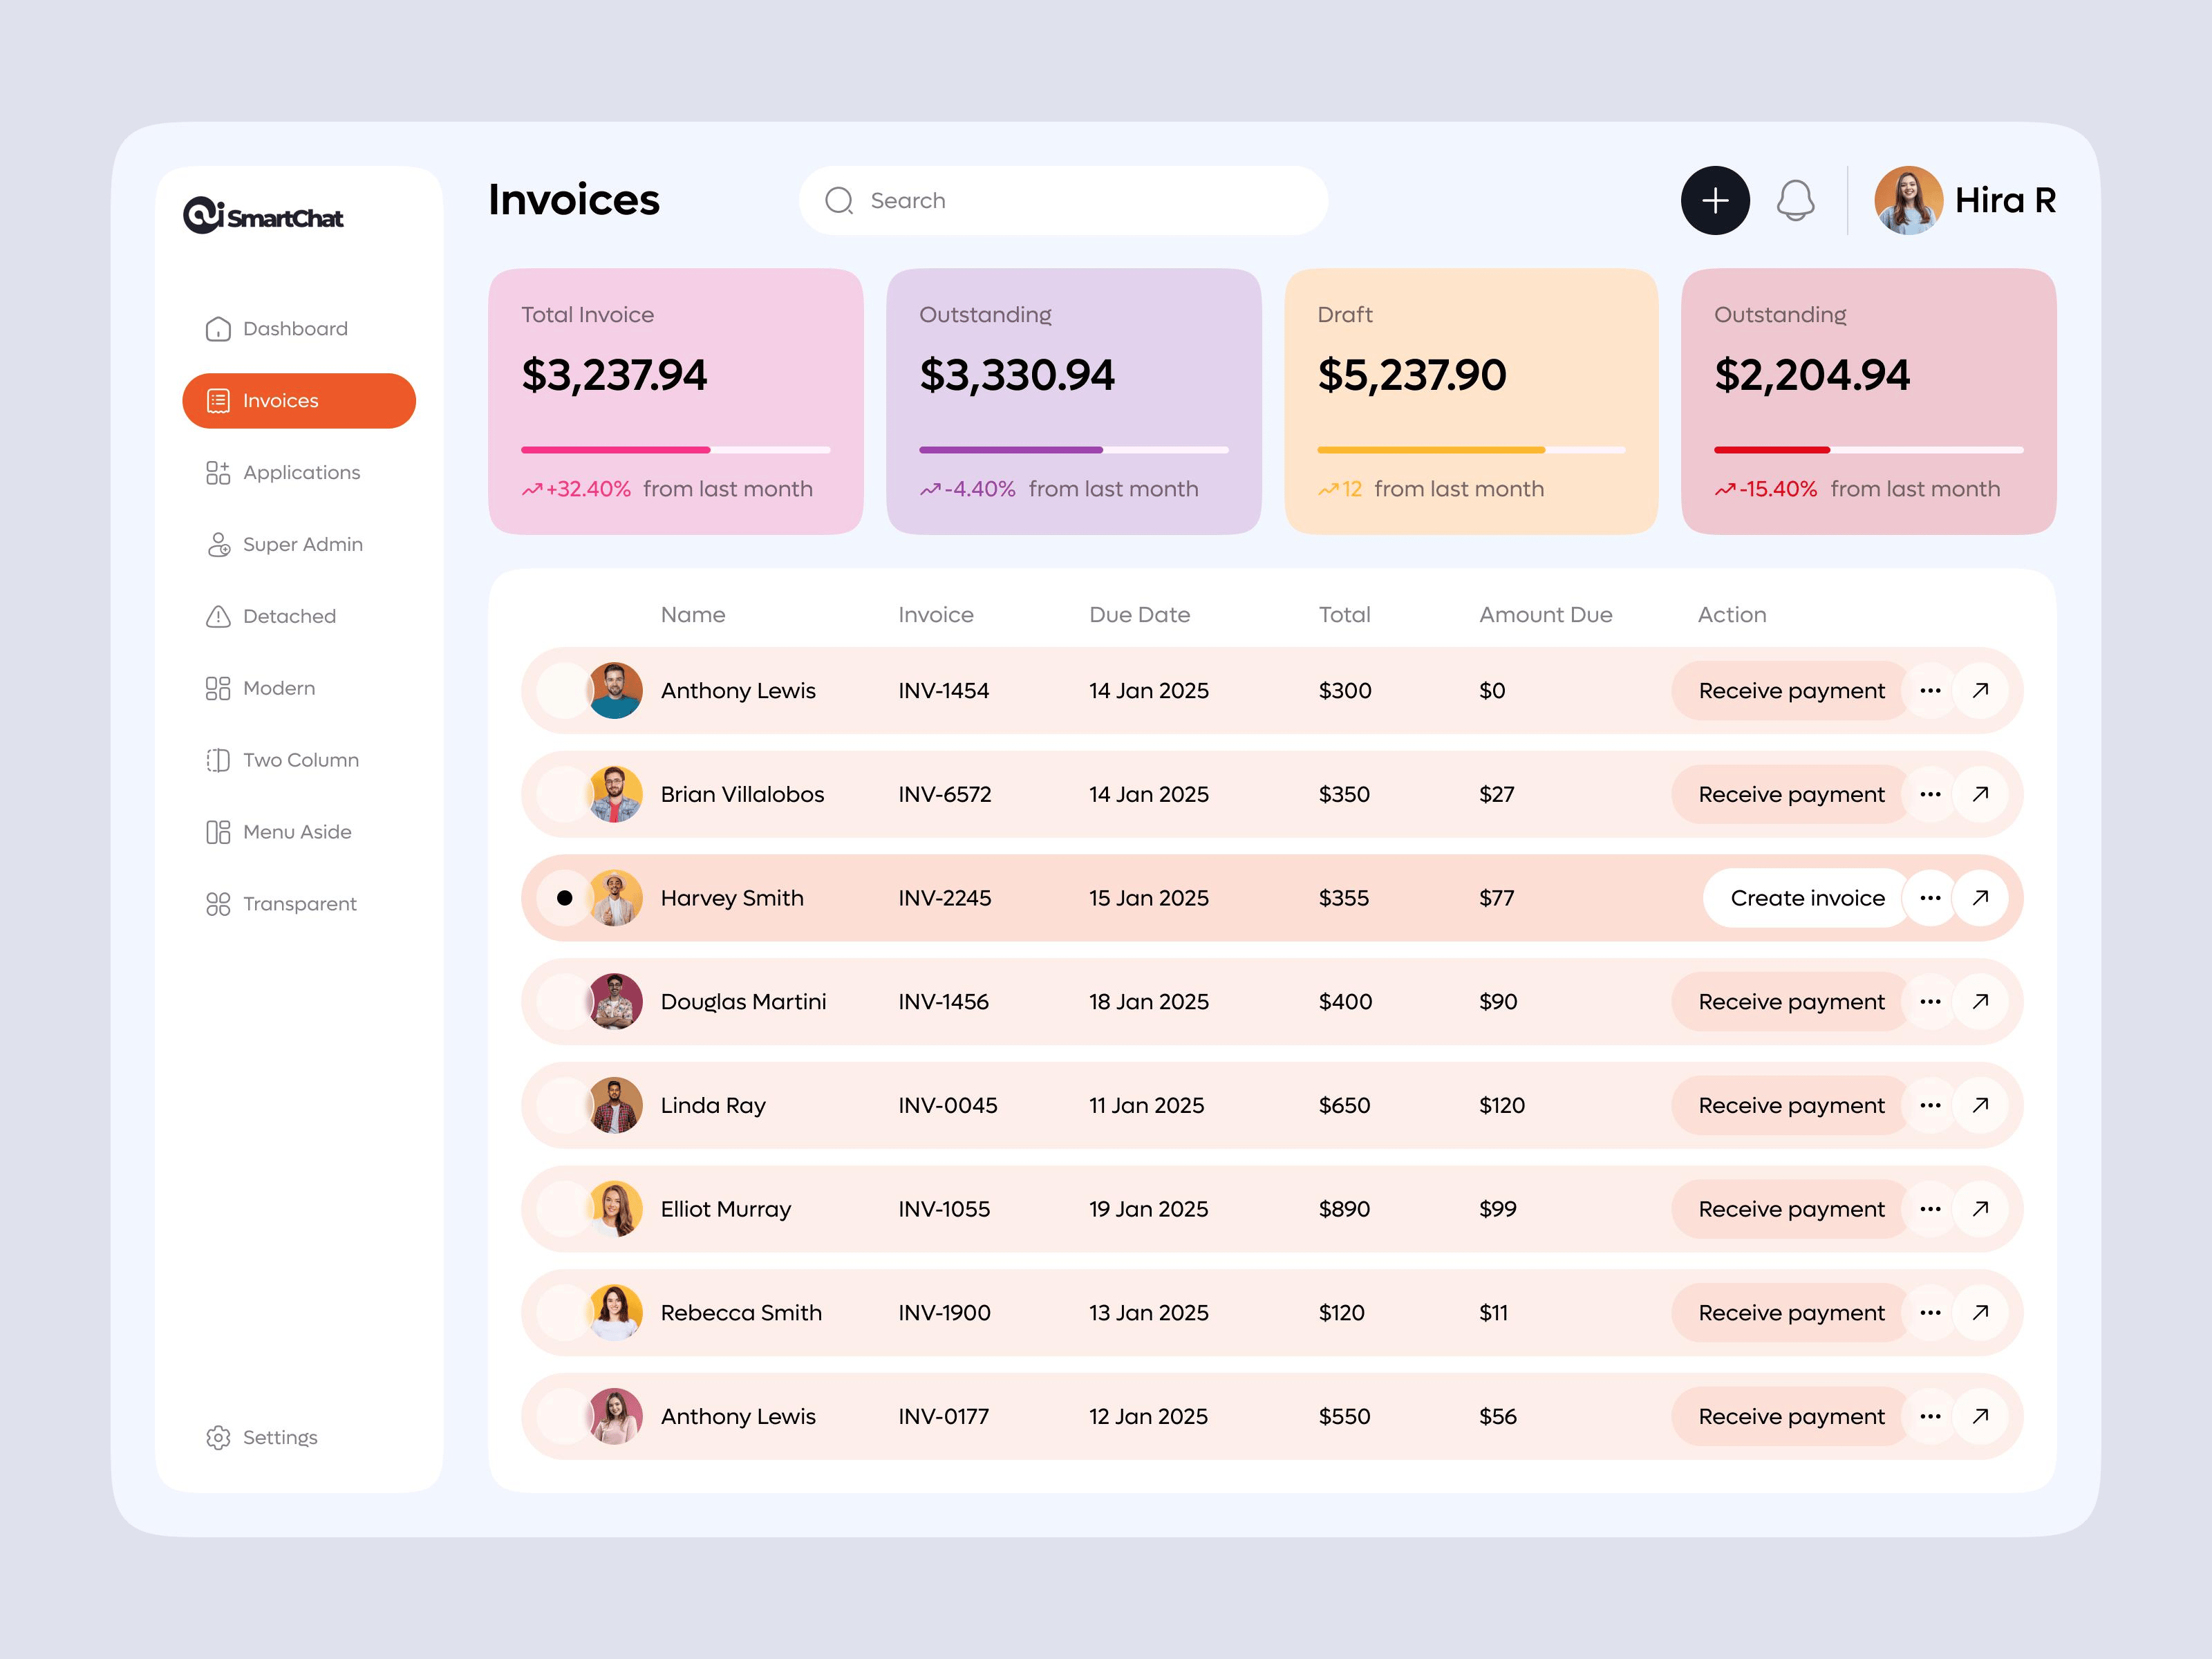 ai SmartChat
Invoices
Search
Hira R
Dashboard
Invoices
Applications
Super Admin
Detached
Modern
Two Column
Menu Aside
Transparent
Settings
Total Invoice
$3,237.94
+32.40% from last month
Outstanding
$3,330.94
-4.40% from last month
Draft
$5,237.90
12 from last month
Outstanding
$2,204.94
-15.40% from last month
Name Invoice Due Date Total Amount Due Action
Anthony Lewis INV-1454 14 Jan 2025 $300 $0 Receive payment
Brian Villalobos INV-6572 14 Jan 2025 $350 $27 Receive payment
Harvey Smith INV-2245 15 Jan 2025 $355 $77 Create invoice
Douglas Martini INV-1456 18 Jan 2025 $400 $90 Receive payment
Linda Ray INV-0045 11 Jan 2025 $650 $120 Receive payment
Elliot Murray INV-1055 19 Jan 2025 $890 $99 Receive payment
Rebecca Smith INV-1900 13 Jan 2025 $120 $11 Receive payment
Anthony Lewis INV-0177 12 Jan 2025 $550 $56 Receive payment